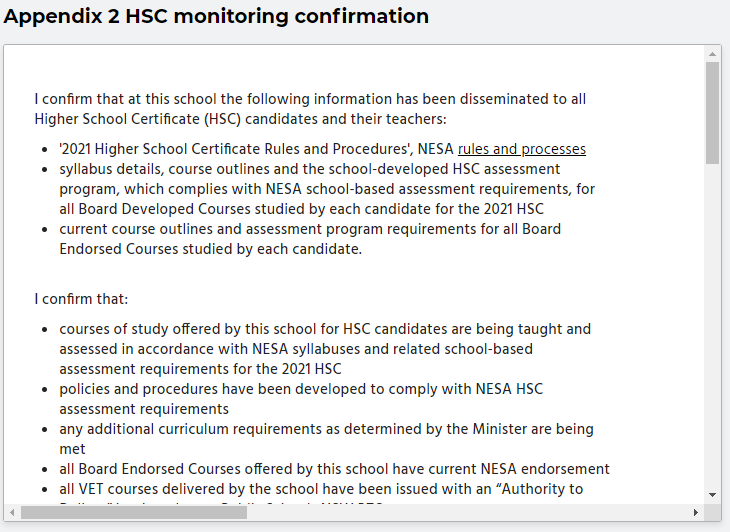 Appendix 2 HSC monitoring confirmation
I confirm that at this school the following information has been disseminated to all
Higher School Certificate (HSC) candidates and their teachers:
• '2021 Higher School Certificate Rules and Procedures', NESA rules and processes
• syllabus details, course outlines and the school-developed HSC assessment
program, which complies with NESA school-based assessment requirements, for
all Board Developed Courses studied by each candidate for the 2021 HSC
• current course outlines and assessment program requirements for all Board
Endorsed Courses studied by each candidate.
I confirm that:
• courses of study offered by this school for HSC candidates are being taught and
assessed in accordance with NESA syllabuses and related school-based
assessment requirements for the 2021 HSC
• policies and procedures have been developed to comply with NESA HSC
assessment requirements
• any additional curriculum requirements as determined by the Minister are being
met
• all Board Endorsed Courses offered by this school have current NESA endorsement
• all VET courses delivered by the school have been issued with an “Authority to